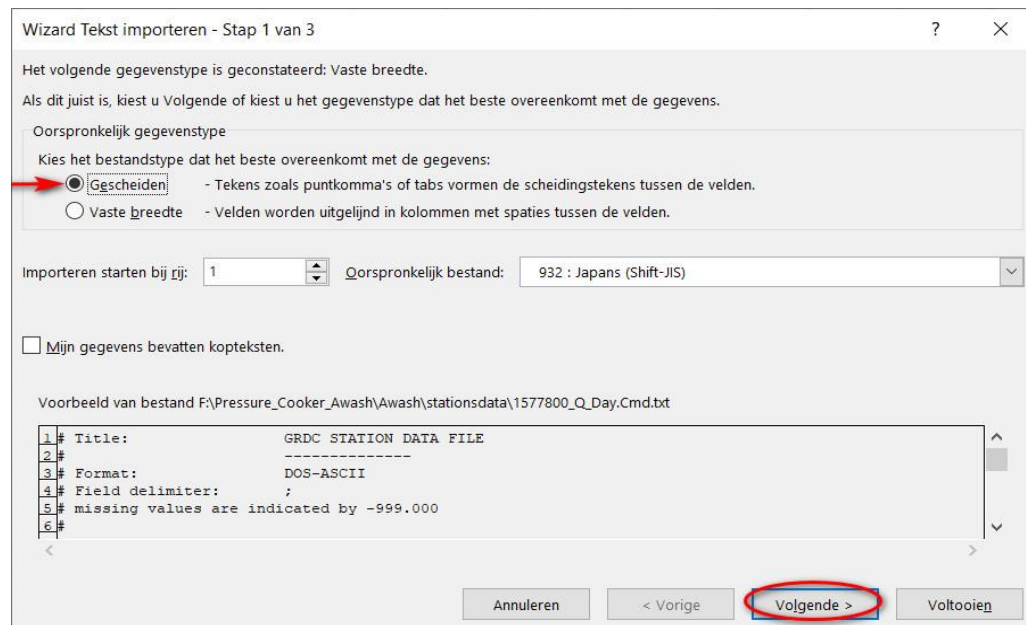 Wizard Tekst importeren - Stap 1 van 3
Het volgende gegevenstype is geconstateerd: Vaste breedte.
Als dit juist is, kiest u Volgende of kiest u het gegevenstype dat het beste overeenkomt met de gegevens.
Oorspronkelijk gegevenstype
Kies het bestandstype dat het beste overeenkomt met de gegevens:
Gescheiden - Tekens zoals puntkomma's of tabs vormen de scheidingstekens tussen de velden.
Vaste breedte - Velden worden uitgelijnd in kolommen met spaties tussen de velden.
Importeren starten bij rij: 1 Oorspronkelijk bestand: 932 : Japans (Shift-JIS)
Mijn gegevens bevatten kopteksten.
Voorbeeld van bestand F:\Pressure_Cooker_Awash\Awash\stationsdata\1577800_Q_Day.Cmd.txt
1 # Title: GRDC STATION DATA FILE
2 # --------------
3 # Format: DOS-ASCII
4 # Field delimiter: ;
5 # missing values are indicated by -999.000
6 #
Annuleren < Vorige Volgende > Voltooien